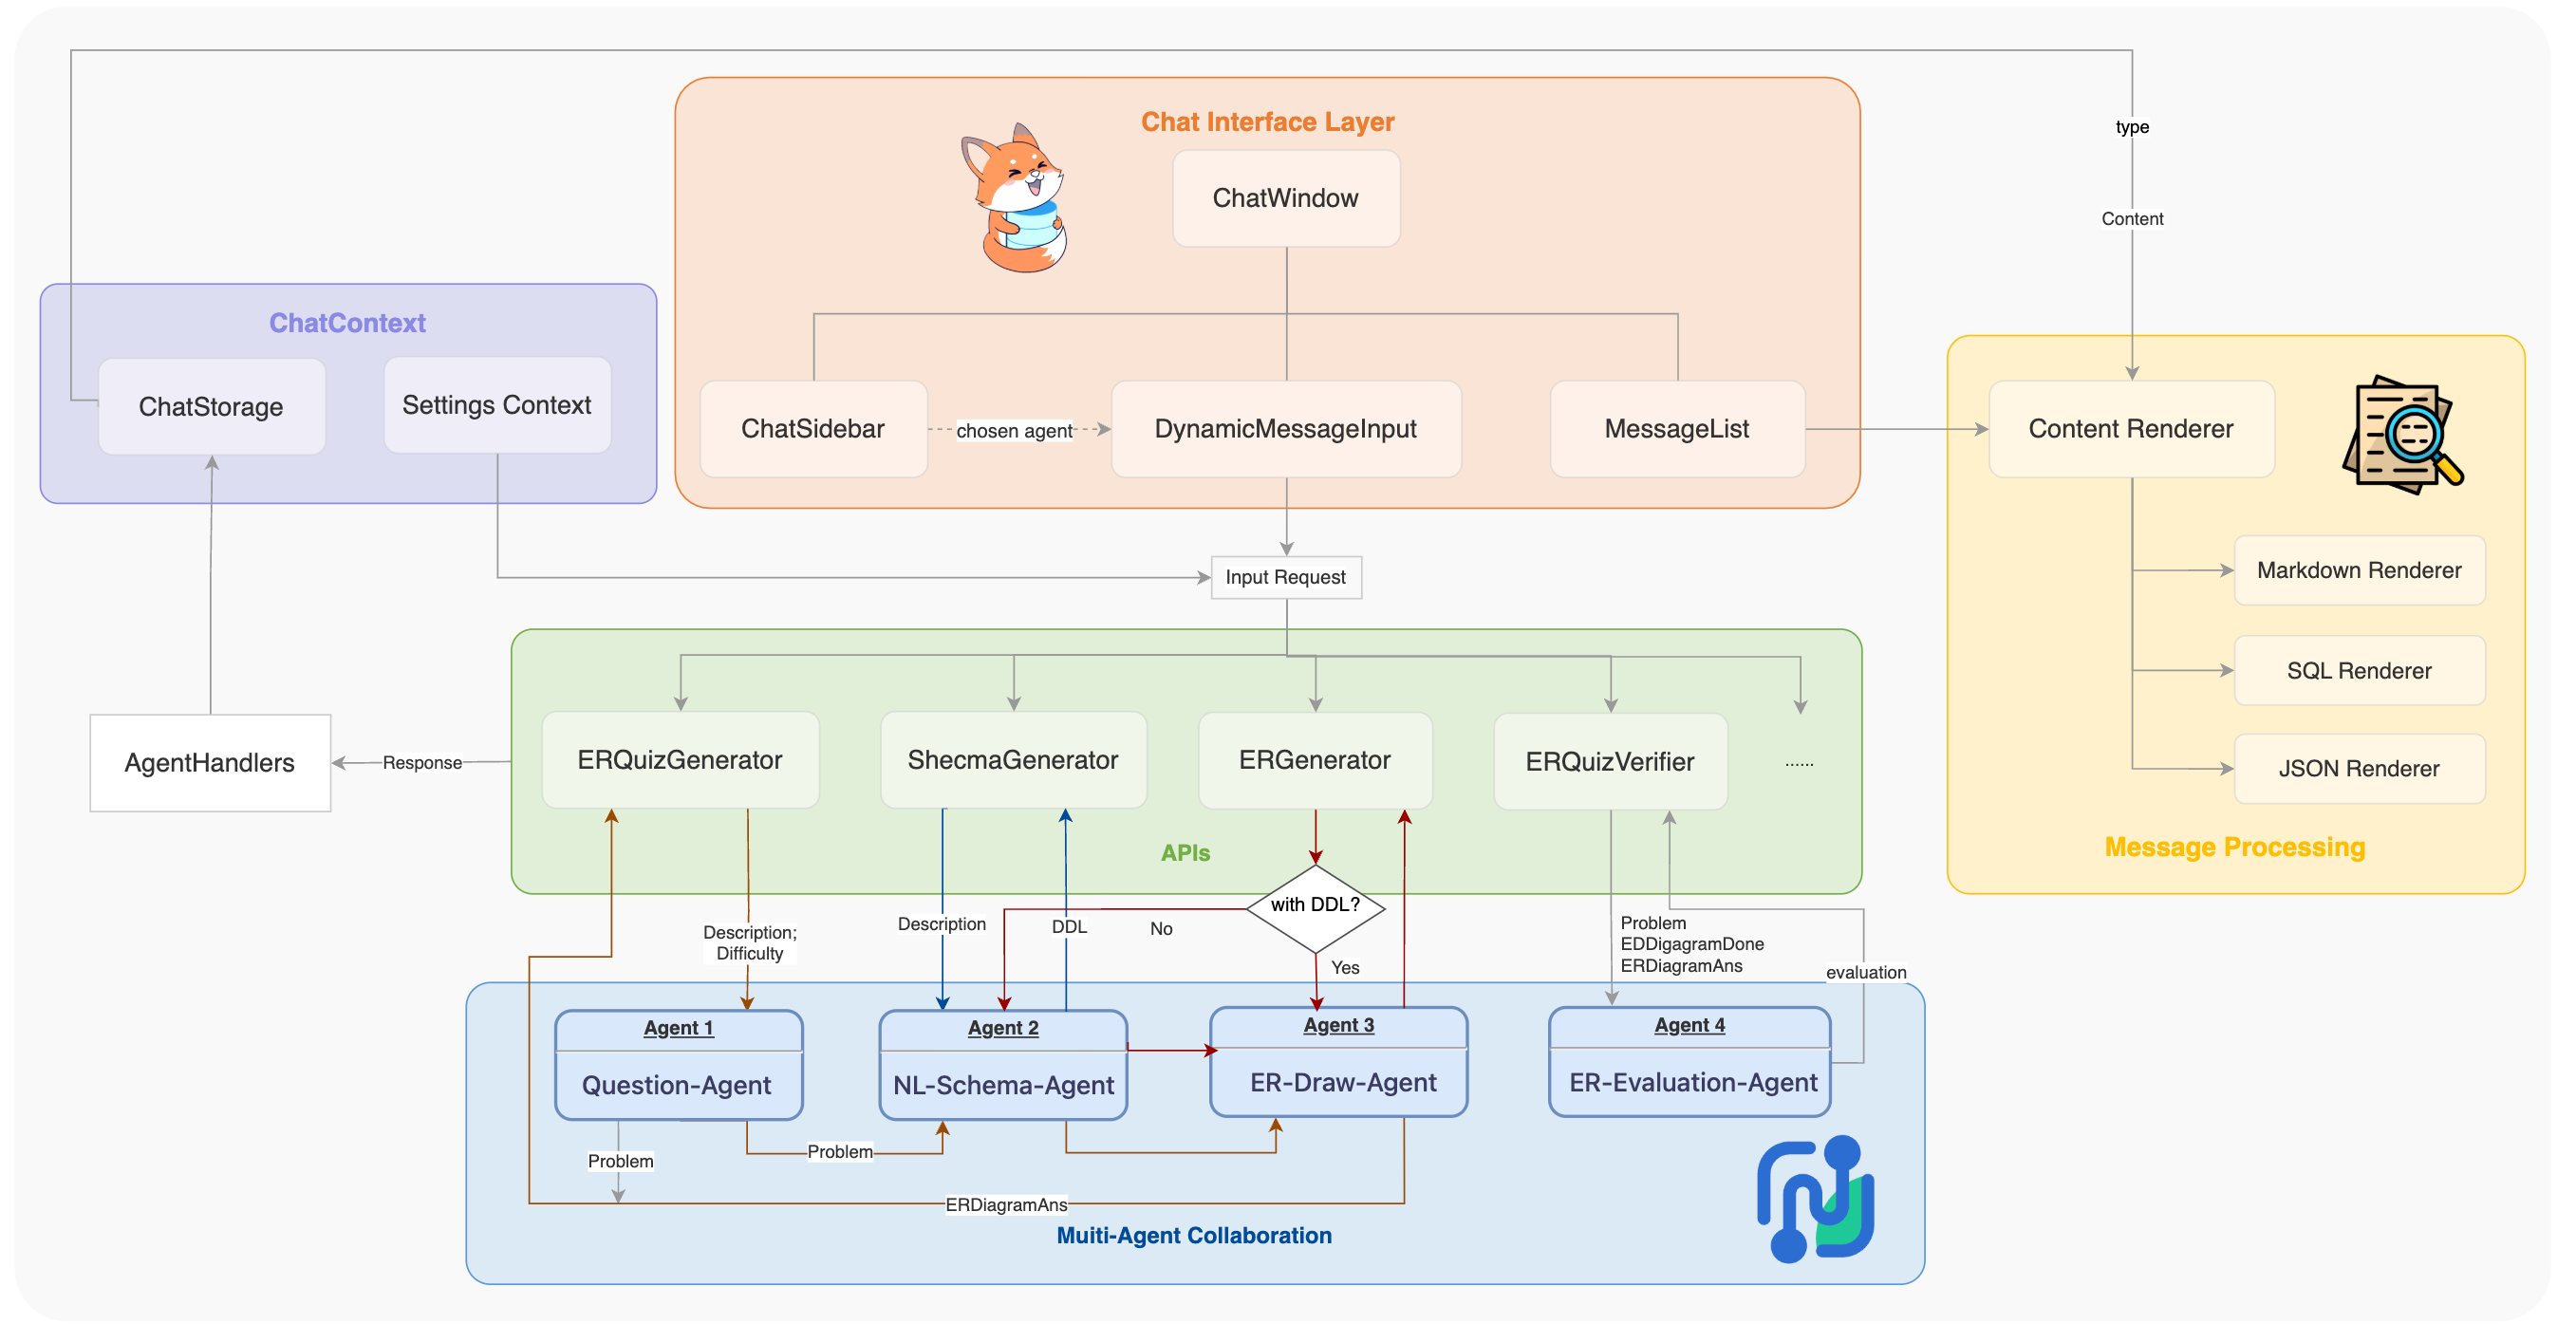 Chat Interface Layer
ChatWindow
type
Content
ChatContext
ChatStorage
Settings Context
ChatSidebar
chosen agent
DynamicMessageInput
MessageList
Content Renderer
Input Request
Markdown Renderer
SQL Renderer
JSON Renderer
Message Processing
AgentHandlers
Response
ERQuizGenerator
ShecmaGenerator
ERGenerator
ERQuizVerifier
......
APIs
with DDL?
Description;
Difficulty
Description
DDL
No
Yes
Problem
EDDigagramDone
ERDiagramAns
evaluation
Agent 1
Question-Agent
Agent 2
NL-Schema-Agent
Agent 3
ER-Draw-Agent
Agent 4
ER-Evaluation-Agent
Problem
Problem
ERDiagramAns
Muiti-Agent Collaboration